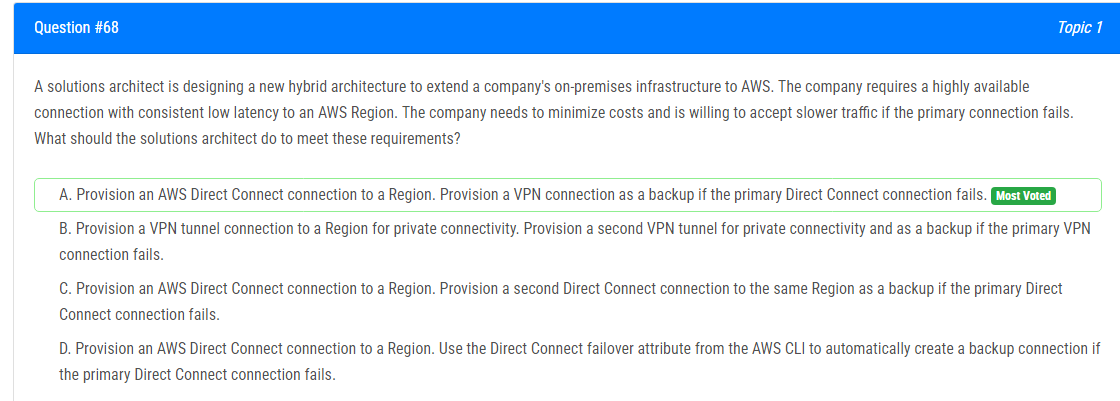 Question #68
Topic 1
A solutions architect is designing a new hybrid architecture to extend a company's on-premises infrastructure to AWS. The company requires a highly available
connection with consistent low latency to an AWS Region. The company needs to minimize costs and is willing to accept slower traffic if the primary connection fails.
What should the solutions architect do to meet these requirements?
A. Provision an AWS Direct Connect connection to a Region. Provision a VPN connection as a backup if the primary Direct Connect connection fails. Most Voted
B. Provision a VPN tunnel connection to a Region for private connectivity. Provision a second VPN tunnel for private connectivity and as a backup if the primary VPN
connection fails.
C. Provision an AWS Direct Connect connection to a Region. Provision a second Direct Connect connection to the same Region as a backup if the primary Direct
Connect connection fails.
D. Provision an AWS Direct Connect connection to a Region. Use the Direct Connect failover attribute from the AWS CLI to automatically create a backup connection if
the primary Direct Connect connection fails.